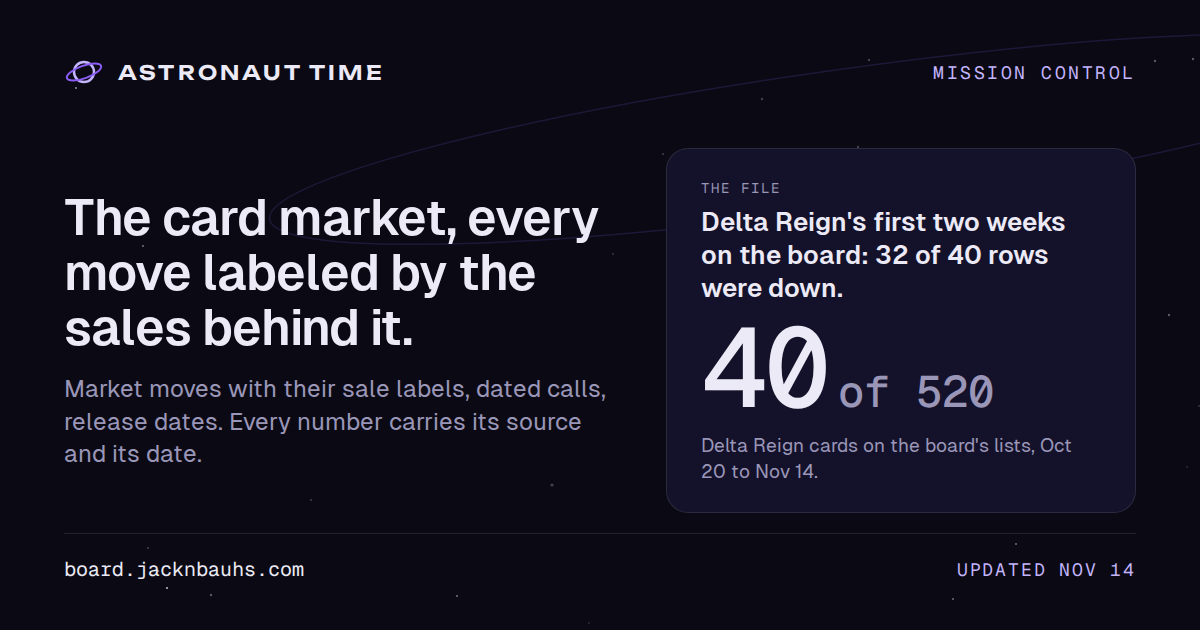 ASTRONAUT TIME
MISSION CONTROL
The card market, every
move labeled by the
sales behind it.
Market moves with their sale labels, dated calls,
release dates. Every number carries its source
and its date.
THE FILE
Delta Reign's first two weeks
on the board: 32 of 40 rows
were down.
40 of 520
Delta Reign cards on the board's lists, Oct
20 to Nov 14.
board.jacknbauhs.com
UPDATED NOV 14